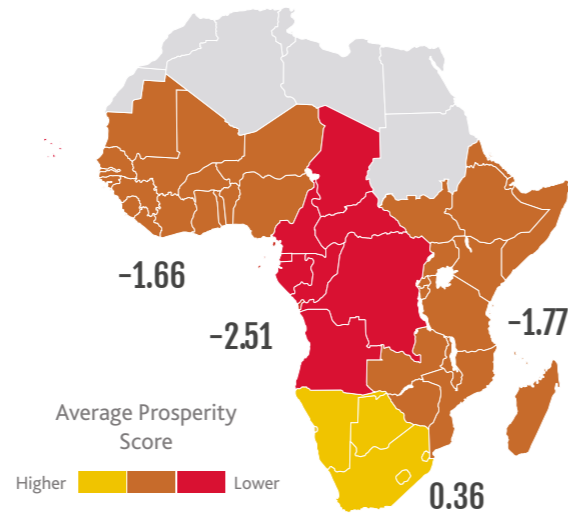 −1.66
−2.51
−1.77
Average Prosperity
Score
Higher
Lower
0.36